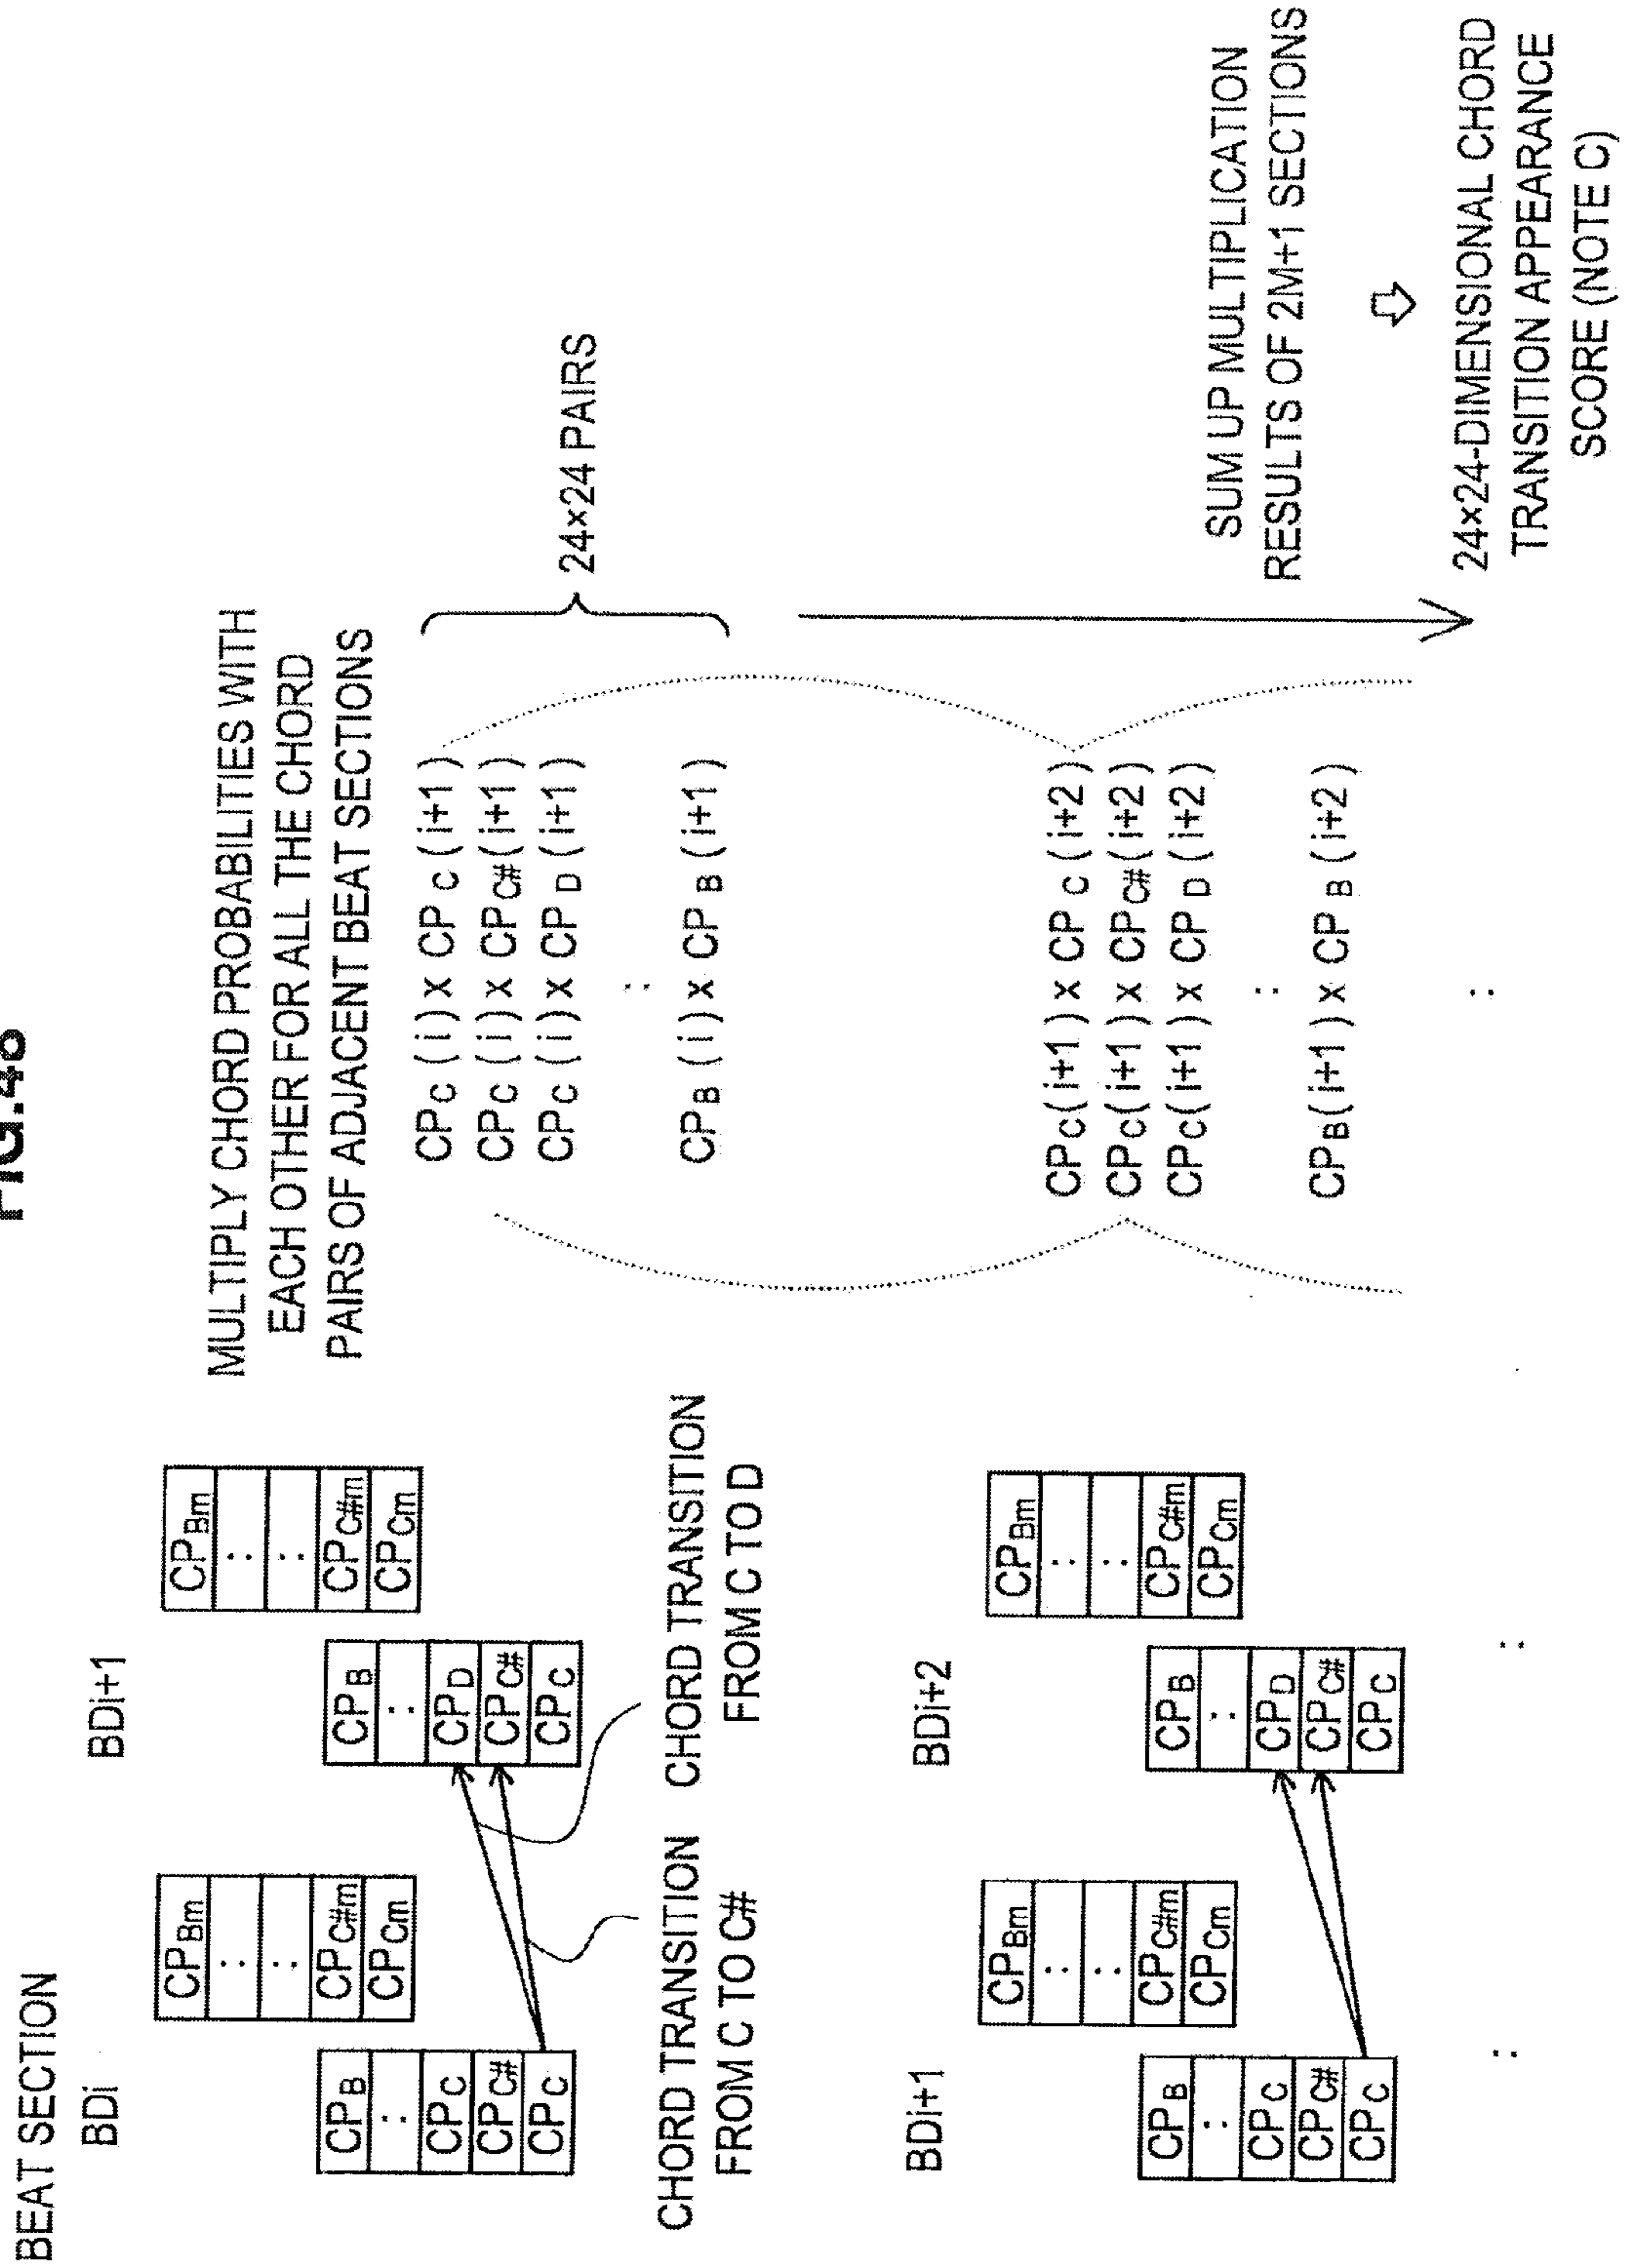 FIG.48
BEAT SECTION
BDi
BDi+1
CPBm
:
:
CPC#m
CPCm
CPB
:
CPC
CPC#
CPC
CPBm
:
:
CPC#m
CPCm
CPB
:
CPD
CPC#
CPC
CHORD TRANSITION
FROM C TO C#
CHORD TRANSITION
FROM C TO D
BDi+1
BDi+2
CPBm
:
:
CPC#m
CPCm
CPB
:
CPC
CPC#
CPC
CPBm
:
:
CPC#m
CPCm
CPB
:
CPD
CPC#
CPC
:
:
MULTIPLY CHORD PROBABILITIES WITH
EACH OTHER FOR ALL THE CHORD
PAIRS OF ADJACENT BEAT SECTIONS
CPC (i) x CP C (i+1)
CPC (i) x CPC# (i+1)
CPC (i) x CP D (i+1)
:
CPB (i) x CP B (i+1)
24×24 PAIRS
CPC(i+1) x CP C (i+2)
CPC(i+1) x CPC# (i+2)
CPC(i+1) x CP D (i+2)
:
CPB(i+1) x CP B (i+2)
:
SUM UP MULTIPLICATION
RESULTS OF 2M+1 SECTIONS
24×24-DIMENSIONAL CHORD
TRANSITION APPEARANCE
SCORE (NOTE C)